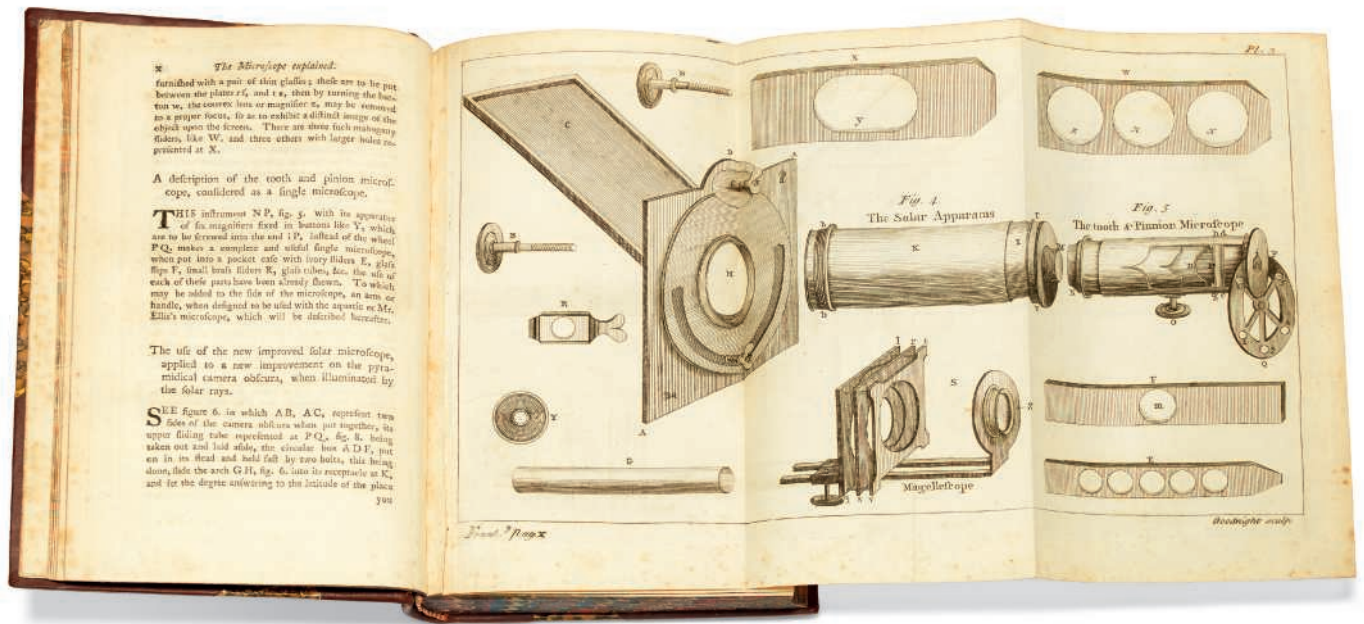 x The Microſcope explained.
furniſhed with a pair of thin glaſſes; theſe are to be put
between the plates rſ, and t s, then by turning the but-
ton w, the convex lens or magnifier z, may be removed
to a proper focus, ſo as to exhibit a diſtinct image of the
object upon the ſcreen. There are three ſuch mahogany
ſliders, like W, and three others with larger holes re-
preſented at X.
A deſcription of the tooth and pinion microſ-
cope, conſidered as a ſingle microſcope.
THIS inſtrument N P, fig. 5. with its apparatus
of ſix magnifiers fixed in buttons like Y, which
are to be ſcrewed into the end i P, inſtead of the wheel
P Q, makes a complete and uſeful ſingle microſcope,
when put into a pocket caſe with ivory ſliders E, glaſs
ſlips F, ſmall braſs ſliders R, glaſs tubes, &c. the uſe of
each of theſe parts have been already ſhewn. To which
may be added to the ſide of the microſcope, an arm or
handle, when deſigned to be uſed with the aquatic or Mr.
Ellis's microſcope, which will be deſcribed hereafter.
The uſe of the new improved ſolar microſcope,
applied to a new improvement on the pyra-
midical camera obſcura, when illuminated by
the ſolar rays.
SEE figure 6. in which A B, A C, repreſent two
ſides of the camera obſcura when put together, its
upper ſliding tube repreſented at P Q, fig. 8. being
taken out and laid aſide, the circular box A D F, put
on in its ſtead and held faſt by two bolts, this being
done, ſlide the arch G H, fig. 6. into its receptacle at K,
and ſet the degree anſwering to the latitude of the place
you
Pl. 2
B
X
W
C
y
x
x
x
D
A
Fig. 4
The Solar Apparatus
Fig. 5
The tooth & Pinnion Microſcope
B
b
K
I
H
R
b
O
Q
S
F
m
Y
G
A
E
Magelleſcope
Front. Pag x
Goodnight sculp.